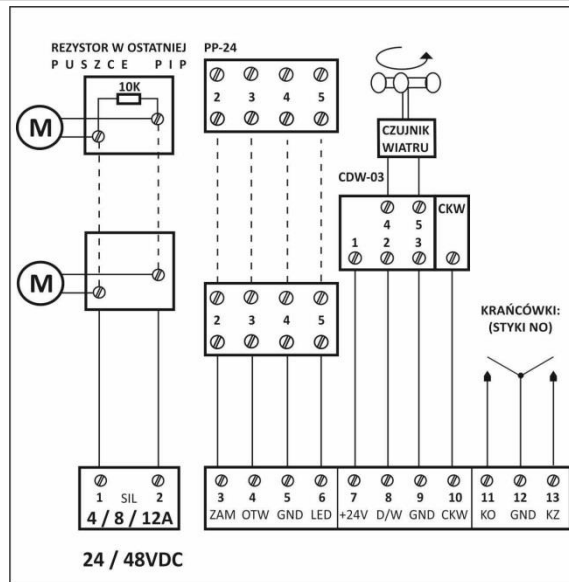 REZYSTOR W OSTATNIEJ
PUSZCE PIP
10K
M
M
PP-24
2 3 4 5
2 3 4 5
CZUJNIK
WIATRU
CDW-03
4 5 CKW
1 2 3
KRAŃCÓWKI:
(STYKI NO)
1 SIL 2
4 / 8 / 12A
24 / 48VDC
3 4 5 6 7 8 9 10 11 12 13
ZAM OTW GND LED +24V D/W GND CKW KO GND KZ